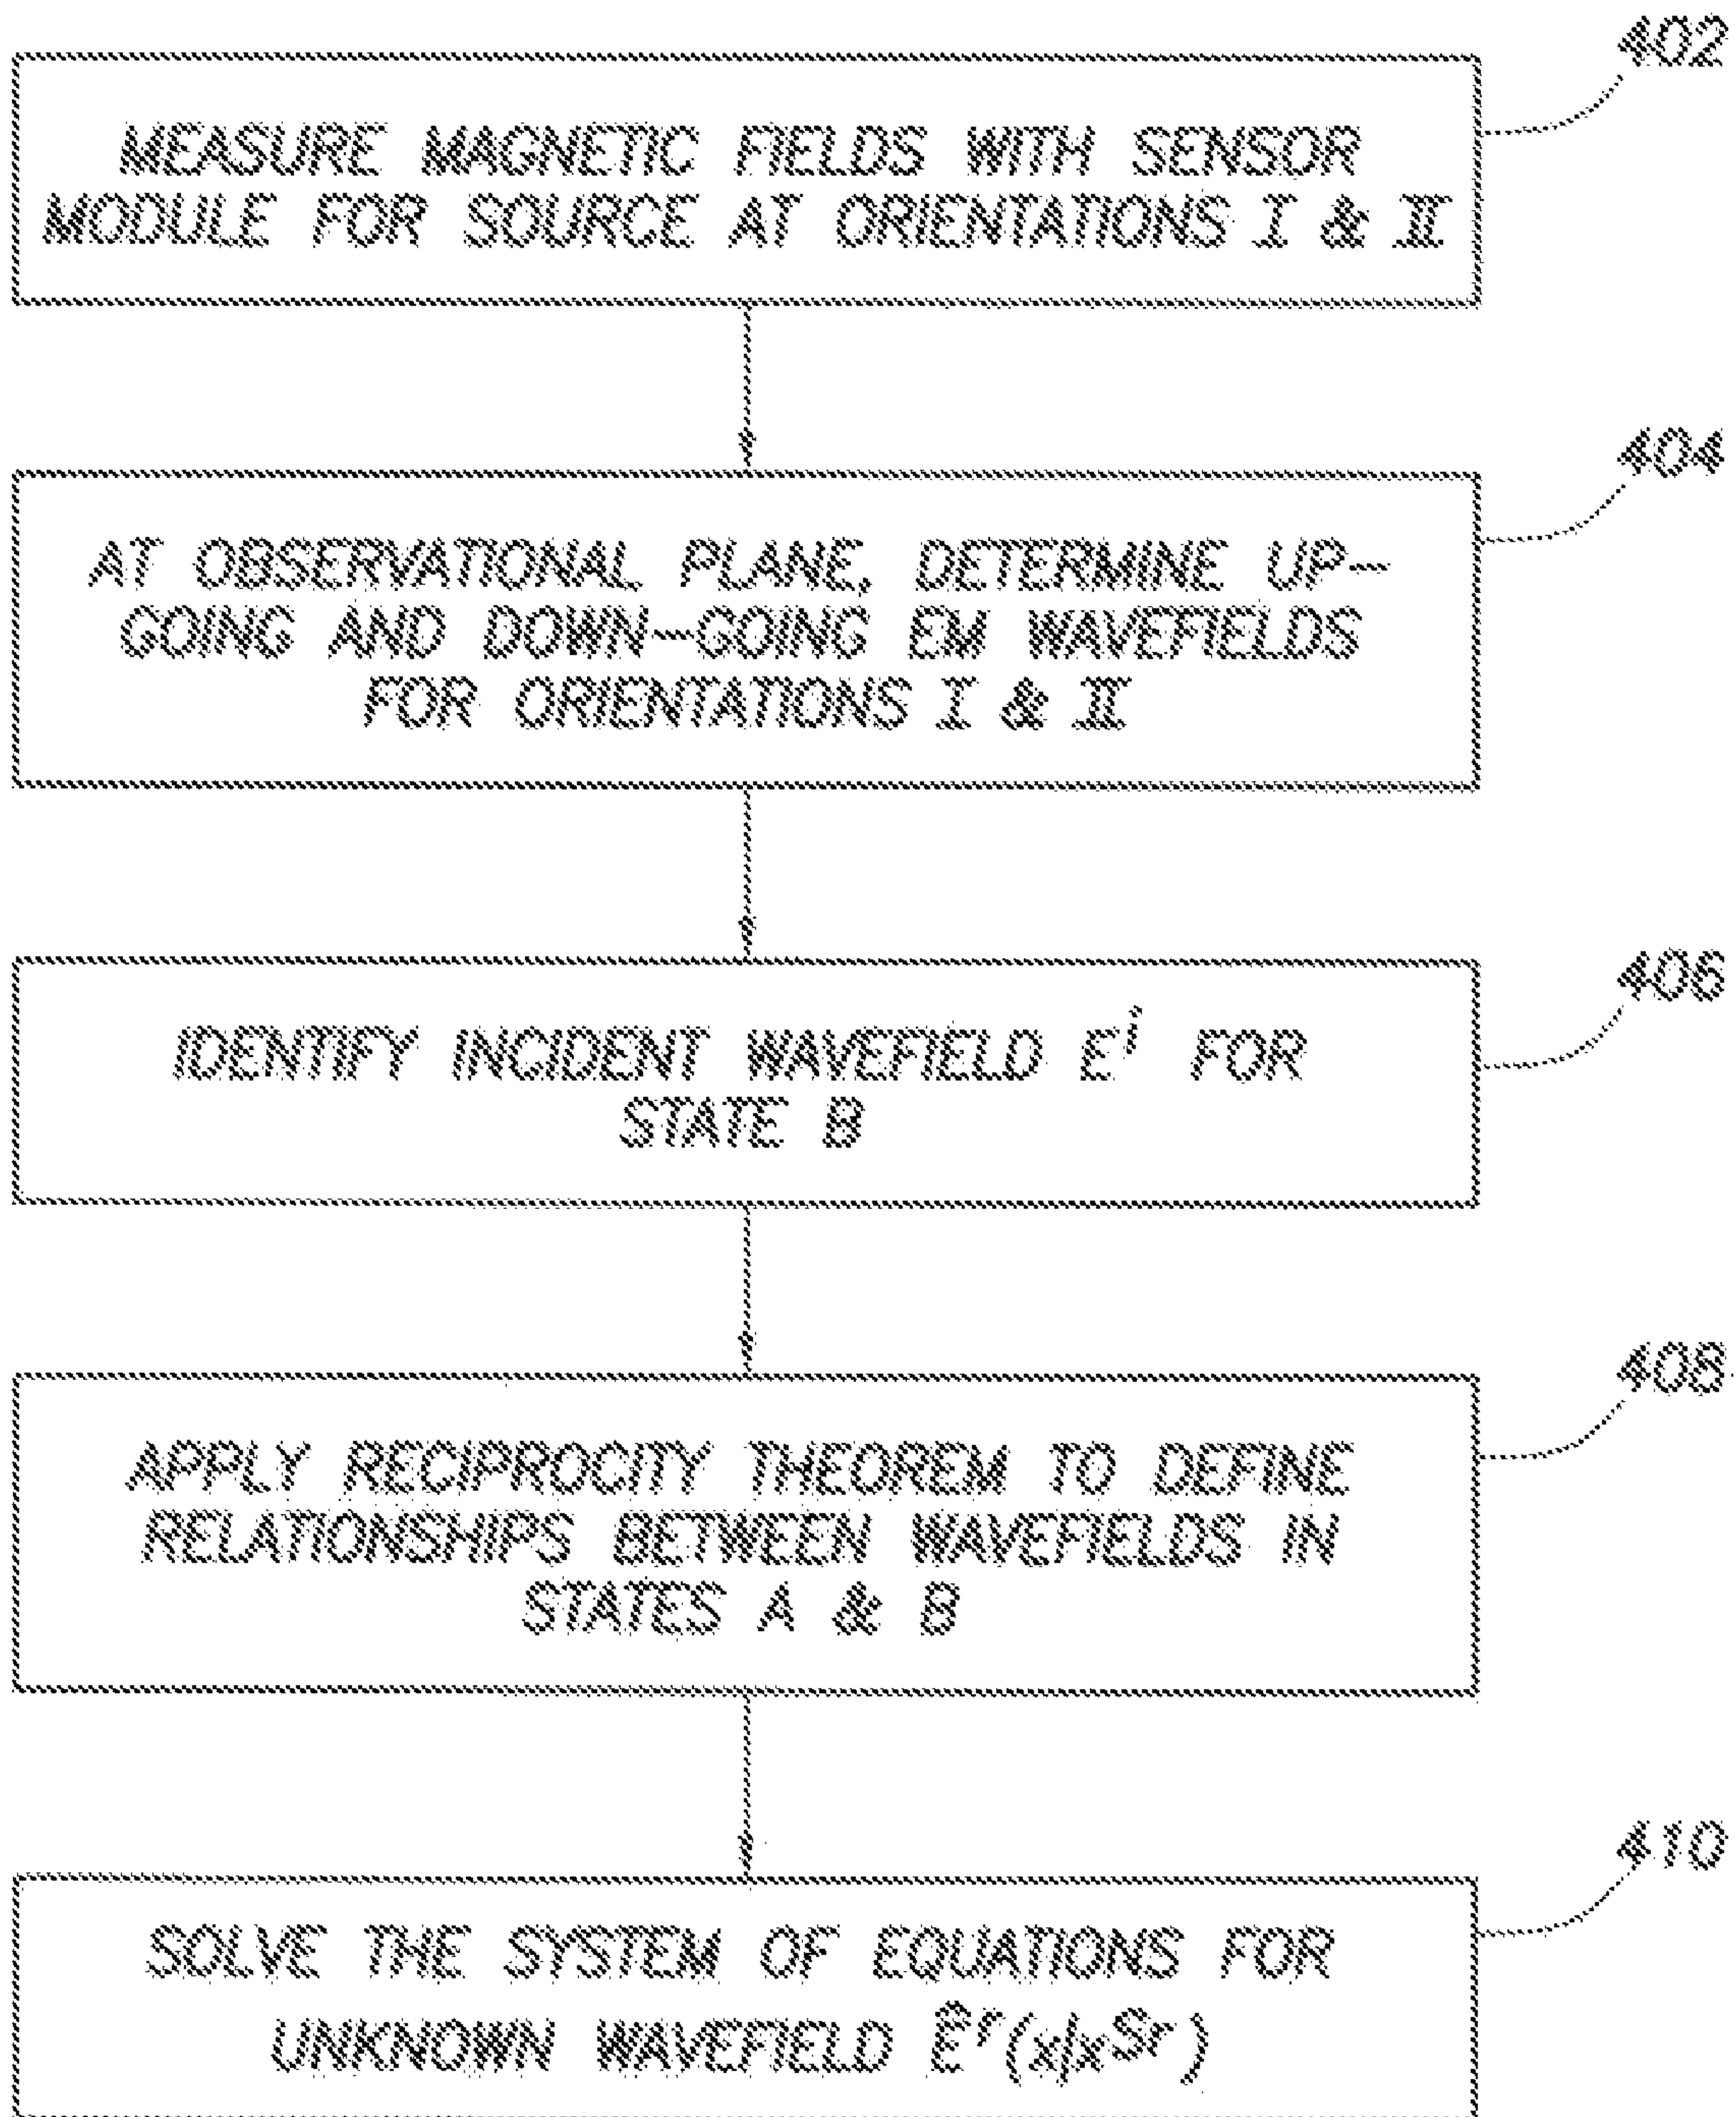 402
MEASURE MAGNETIC FIELDS WITH SENSOR
MODULE FOR SOURCE AT ORIENTATIONS I & II
404
AT OBSERVATIONAL PLANE, DETERMINE UP-
GOING AND DOWN-GOING EM WAVEFIELDS
FOR ORIENTATIONS I & II
406
IDENTIFY INCIDENT WAVEFIELD Eⁱ FOR
STATE B
408
APPLY RECIPROCITY THEOREM TO DEFINE
RELATIONSHIPS BETWEEN WAVEFIELDS IN
STATES A & B
410
SOLVE THE SYSTEM OF EQUATIONS FOR
UNKNOWN WAVEFIELD Ê^r(x|x^Sr)